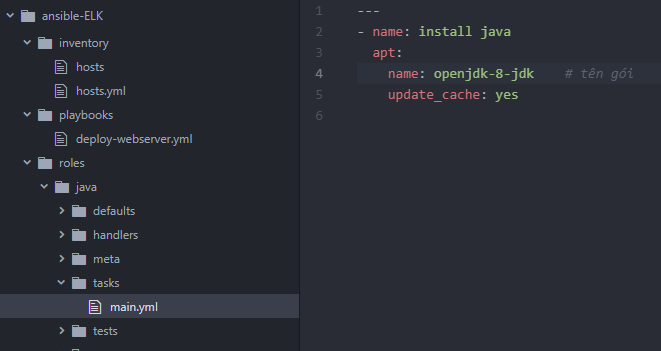 ansible-ELK
inventory
hosts
hosts.yml
playbooks
deploy-webserver.yml
roles
java
defaults
handlers
meta
tasks
main.yml
tests
1 ---
2 - name: install java
3 apt:
4 name: openjdk-8-jdk # tên gói
5 update_cache: yes
6